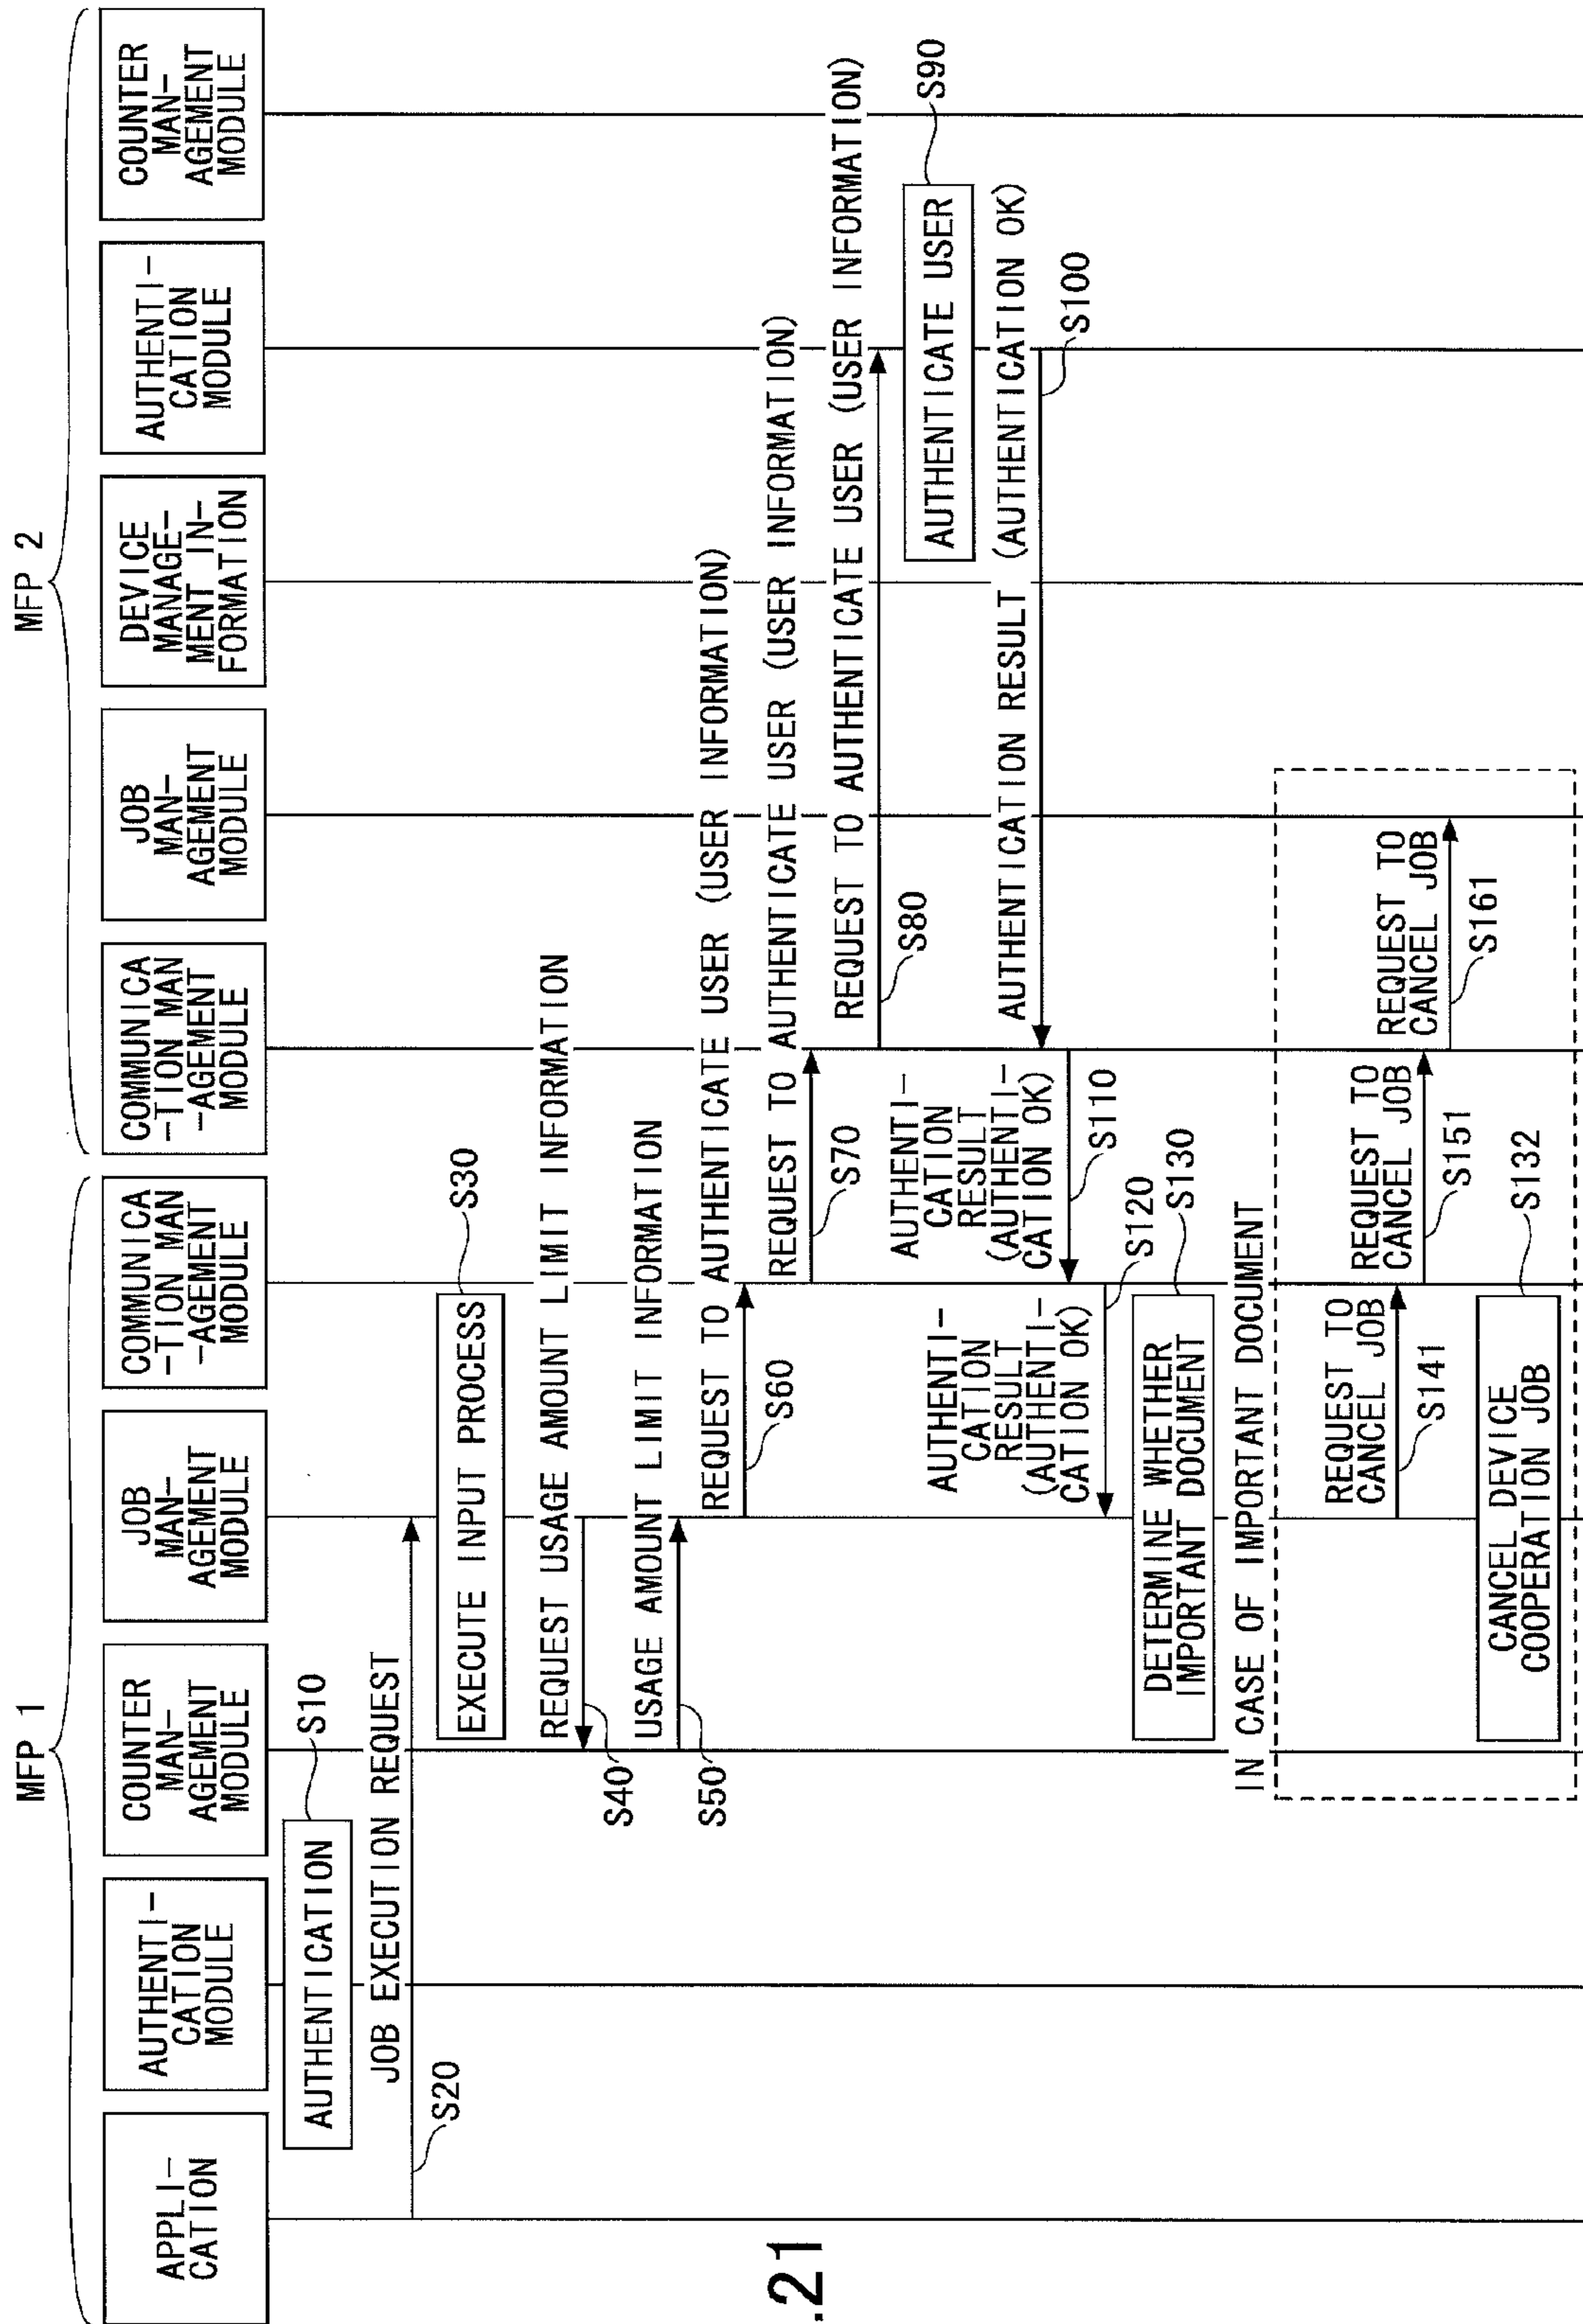 MFP 1
MFP 2
APPLI-
CATION
AUTHENTI-
CATION
MODULE
COUNTER
MAN-
AGEMENT
MODULE
JOB
MAN-
AGEMENT
MODULE
COMMUNICA
-TION MAN
-AGEMENT
MODULE
COMMUNICA
-TION MAN
-AGEMENT
MODULE
JOB
MAN-
AGEMENT
MODULE
DEVICE
MANAGE-
MENT IN-
FORMATION
AUTHENTI-
CATION
MODULE
COUNTER
MAN-
AGEMENT
MODULE
AUTHENTICATION
S10
JOB EXECUTION REQUEST
S20
EXECUTE INPUT PROCESS
S30
REQUEST USAGE AMOUNT LIMIT INFORMATION
S40
USAGE AMOUNT LIMIT INFORMATION
S50
REQUEST TO AUTHENTICATE USER (USER INFORMATION)
S60
REQUEST TO AUTHENTICATE USER (USER INFORMATION)
S70
REQUEST TO AUTHENTICATE USER (USER INFORMATION)
S80
AUTHENTICATE USER
S90
AUTHENTICATION RESULT (AUTHENTICATION OK)
S100
AUTHENTI-
CATION
RESULT
(AUTHENTI-
CATION OK)
S110
AUTHENTI-
CATION
RESULT
(AUTHENTI-
CATION OK)
S120
DETERMINE WHETHER
IMPORTANT DOCUMENT
S130
IN CASE OF IMPORTANT DOCUMENT
REQUEST TO
CANCEL JOB
S141
REQUEST TO
CANCEL JOB
S151
REQUEST TO
CANCEL JOB
S161
CANCEL DEVICE
COOPERATION JOB
S132
.21